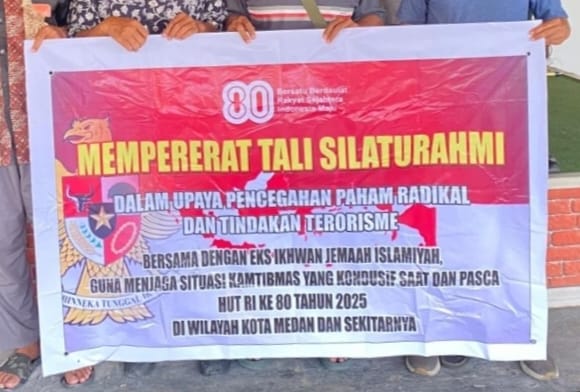 80
Bersatu Berdaulat
Rakyat Sejahtera
Indonesia Maju
MEMPERERAT TALI SILATURAHMI
DALAM UPAYA PENCEGAHAN PAHAM RADIKAL
DAN TINDAKAN TERORISME
BERSAMA DENGAN EKS IKHWAN JEMAAH ISLAMIYAH,
GUNA MENJAGA SITUASI KAMTIBMAS YANG KONDUSIF SAAT DAN PASCA
HUT RI KE 80 TAHUN 2025
DI WILAYAH KOTA MEDAN DAN SEKITARNYA
HINNEKA TUNGGAL